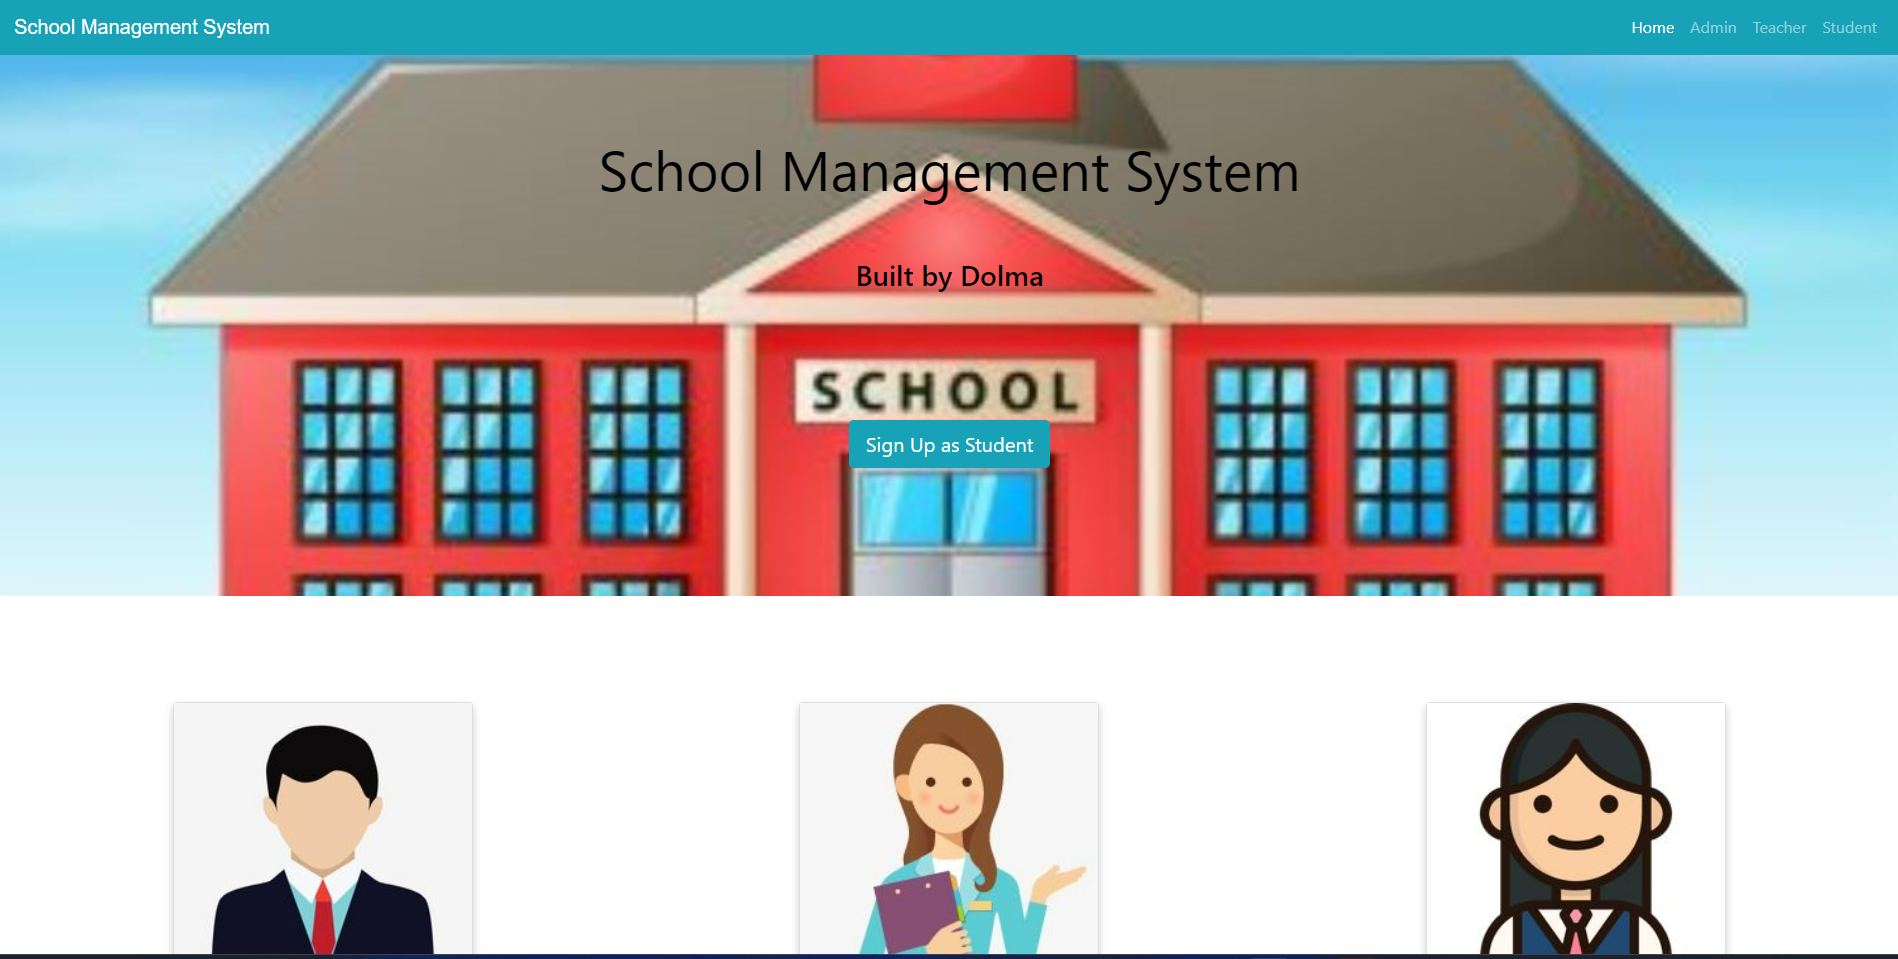 School Management System
Home Admin Teacher Student
School Management System
Built by Dolma
SCHOOL
Sign Up as Student